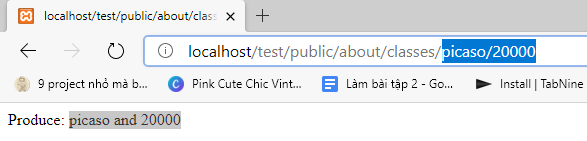 localhost/test/public/about/classe
localhost/test/public/about/classes/picaso/20000
9 project nhỏ mà b... Pink Cute Chic Vint... Làm bài tập 2 - Go... Install | TabNine
Produce: picaso and 20000